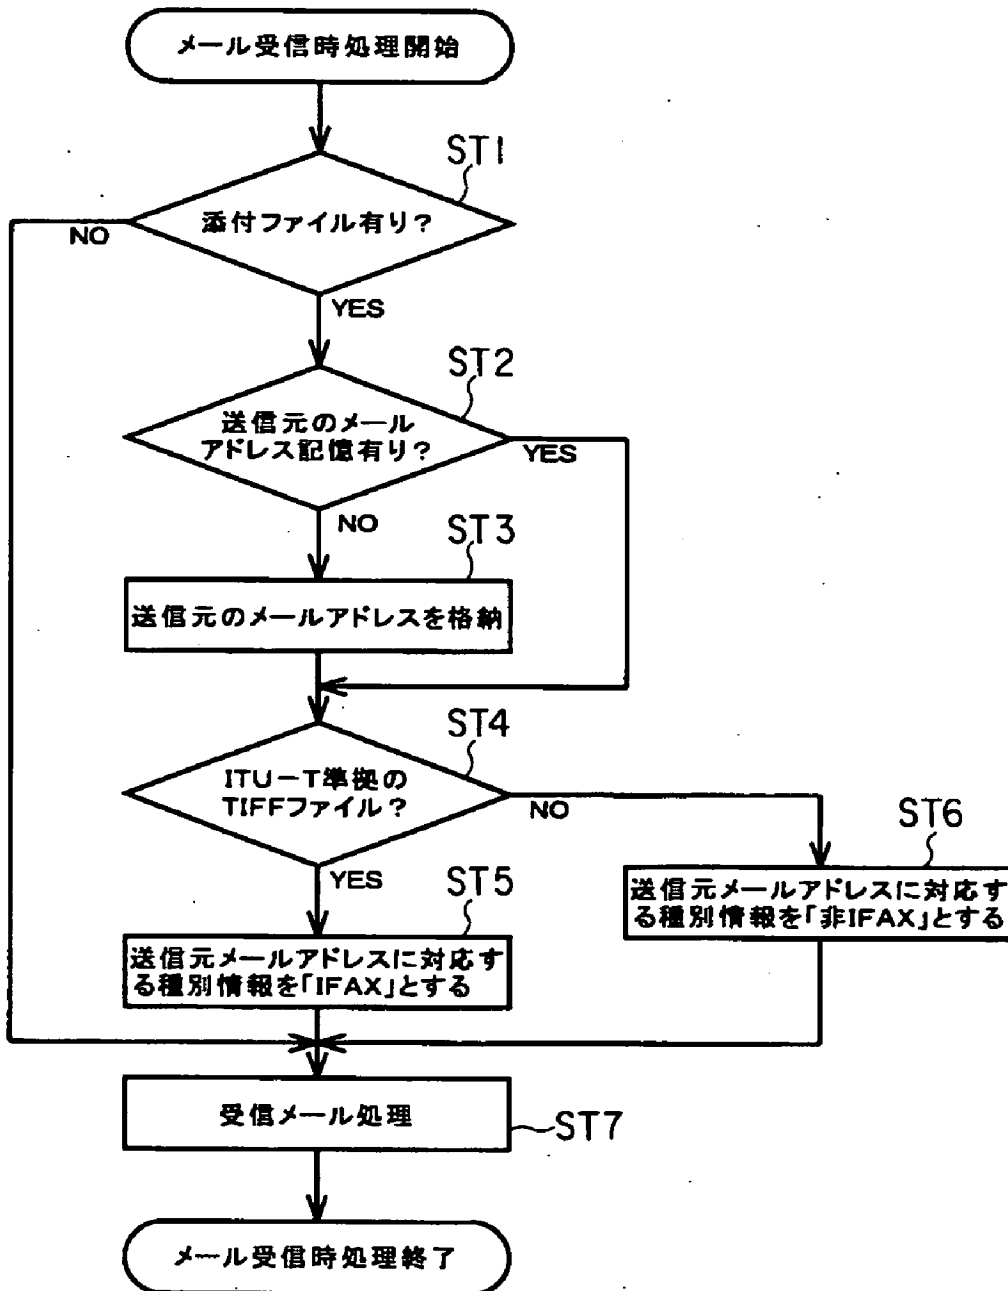 メール受信時処理開始
ST1
添付ファイル有り？
NO
YES
ST2
送信元のメール
アドレス記憶有り？
YES
NO
ST3
送信元のメールアドレスを格納
ST4
ITU－T準拠の
TIFFファイル？
NO
YES
ST6
送信元メールアドレスに対応す
る種別情報を「非IFAX」とする
ST5
送信元メールアドレスに対応す
る種別情報を「IFAX」とする
受信メール処理
ST7
メール受信時処理終了